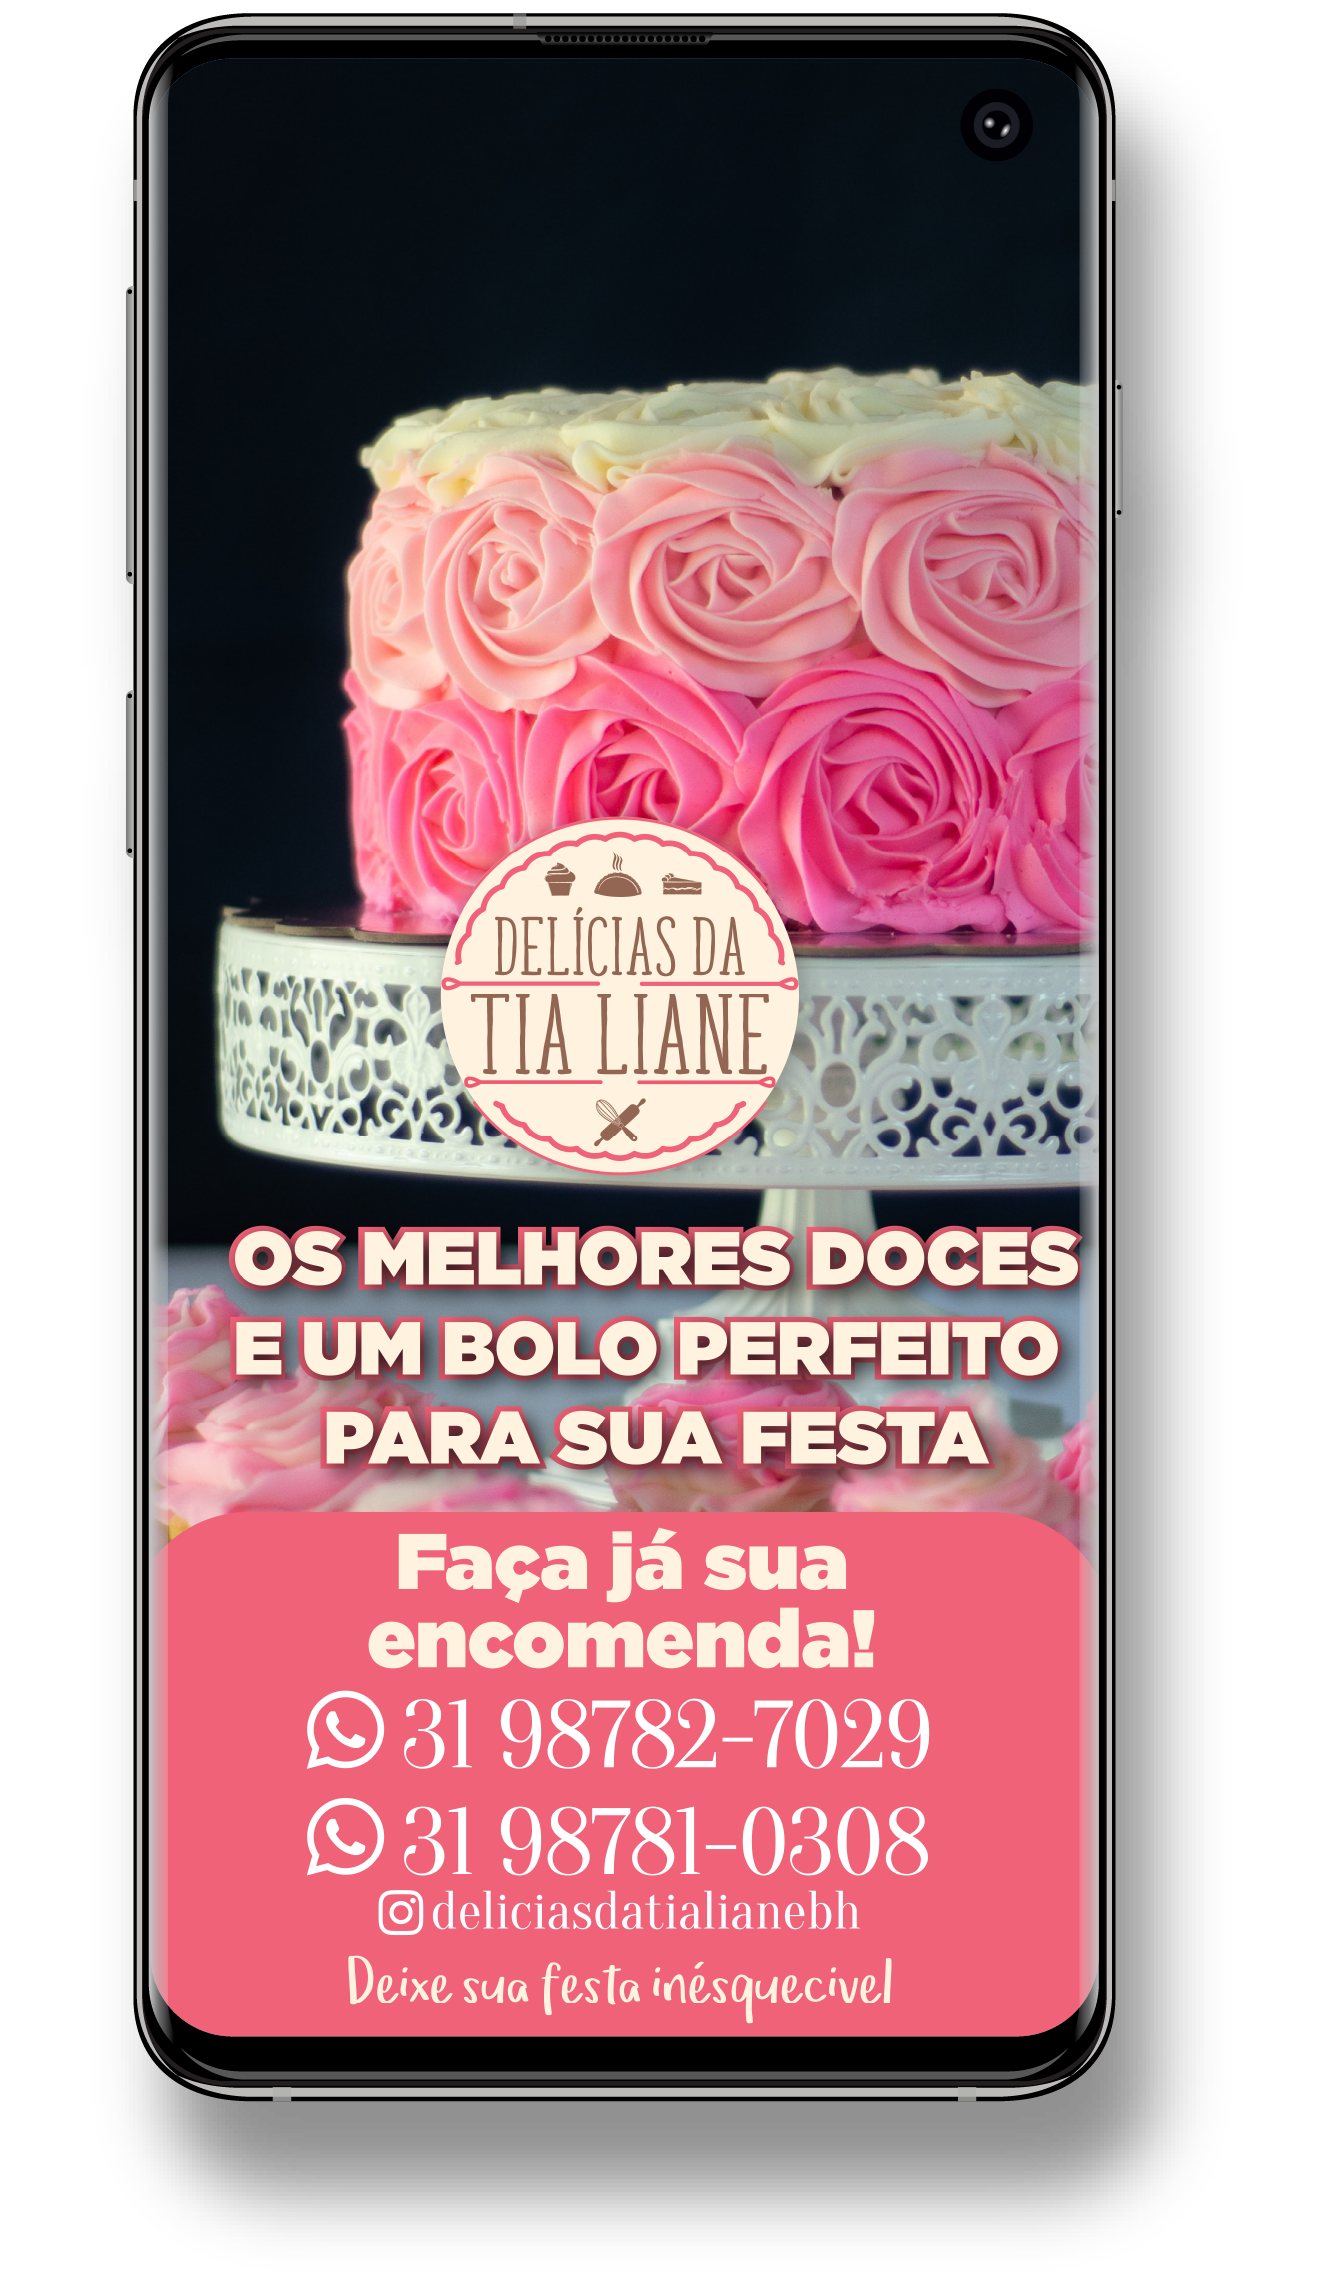 DELÍCIAS DA
TIA LIANE
OS MELHORES DOCES
E UM BOLO PERFEITO
PARA SUA FESTA
Faça já sua
encomenda!
31 98782-7029
31 98781-0308
deliciasdatialianebh
Deixe sua festa inésquecivel